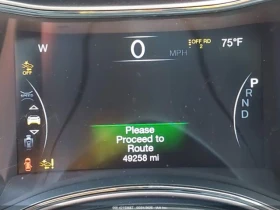 W
0
MPH
OFF RD
2
75°F
OFF
P
R
N
D
Please
Proceed to
Route
49258 mi